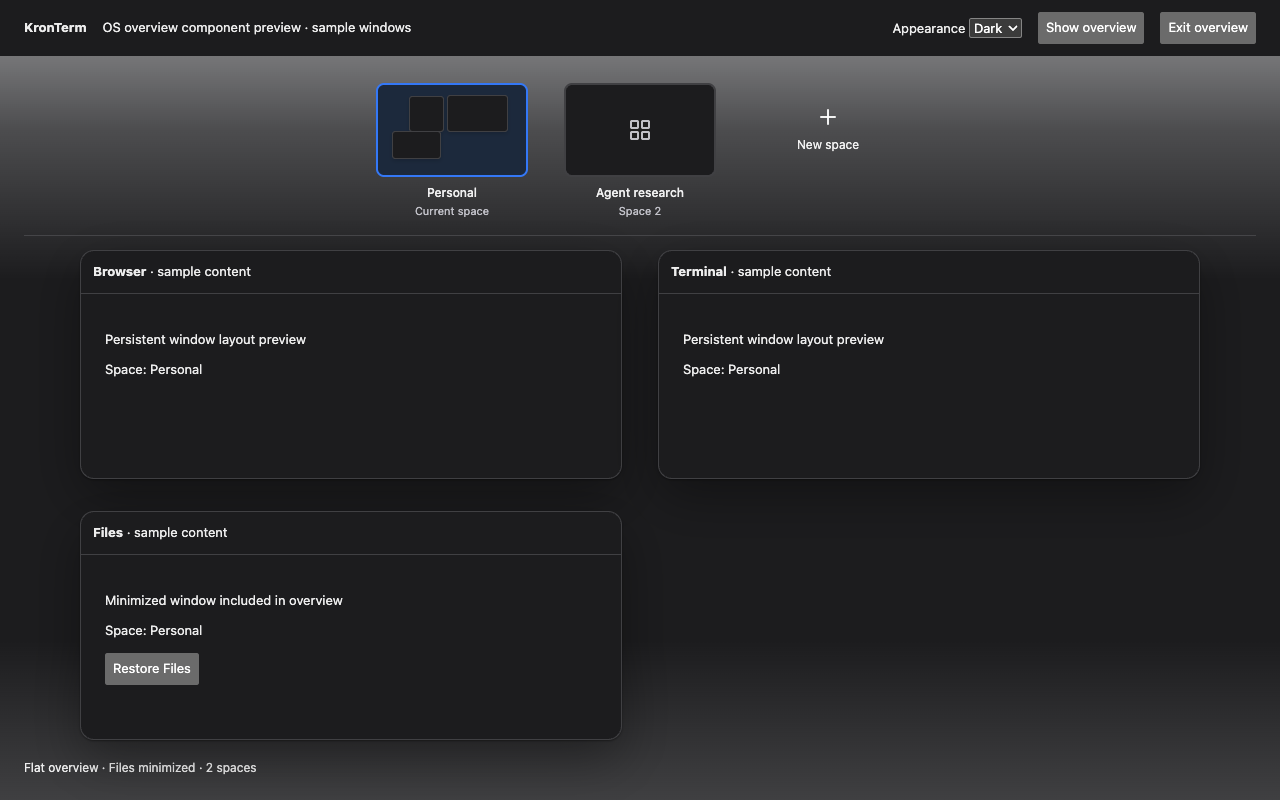 KronTerm OS overview component preview · sample windows
Appearance Dark Show overview Exit overview
New space
Personal
Current space
Agent research
Space 2
Browser · sample content
Persistent window layout preview
Space: Personal
Terminal · sample content
Persistent window layout preview
Space: Personal
Files · sample content
Minimized window included in overview
Space: Personal
Restore Files
Flat overview · Files minimized · 2 spaces